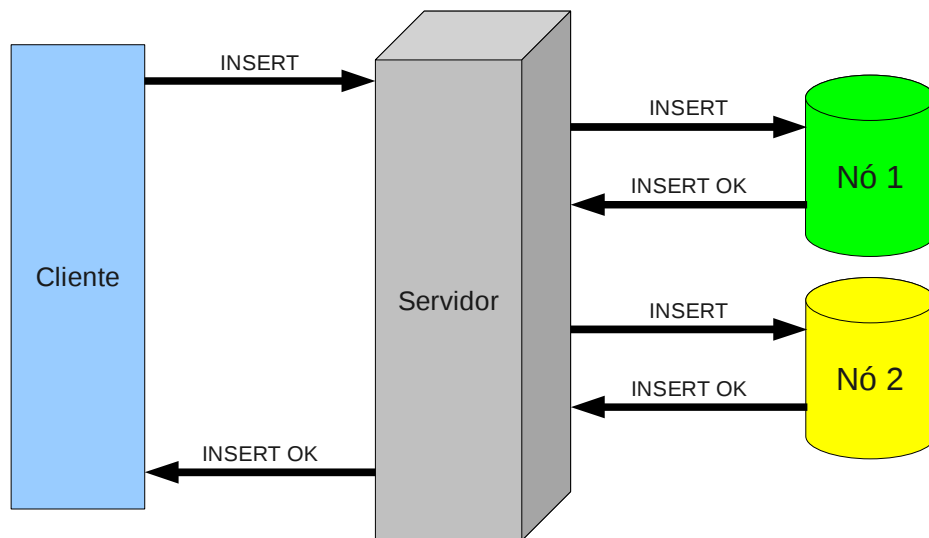 INSERT
INSERT
Nó 1
INSERT OK
Cliente
Servidor
INSERT
Nó 2
INSERT OK
INSERT OK